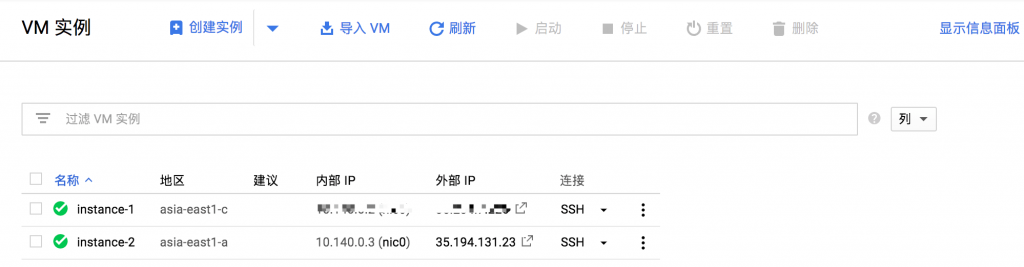 VM 实例 创建实例 导入 VM 刷新 启动 停止 重置 删除 显示信息面板
过滤 VM 实例 ? 列
名称 地区 建议 内部 IP 外部 IP 连接
instance-1 asia-east1-c SSH
instance-2 asia-east1-a 10.140.0.3 (nic0) 35.194.131.23 SSH